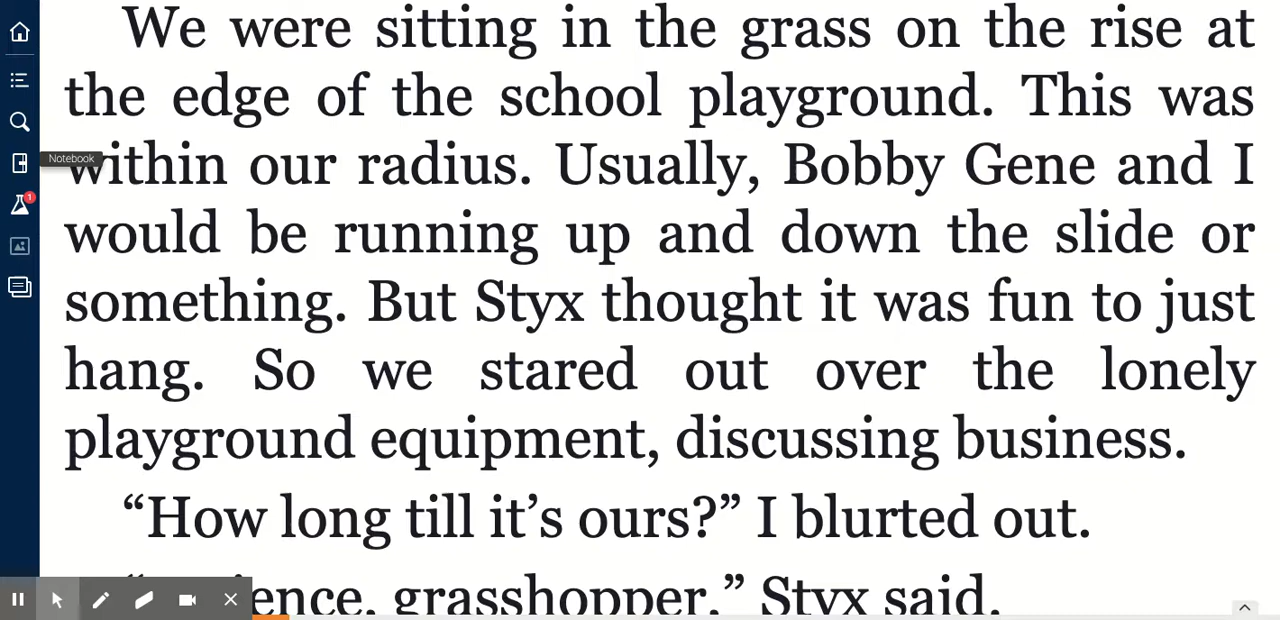 We were sitting in the grass on the rise at
the edge of the school playground. This was
Notebook
within our radius. Usually, Bobby Gene and I
1
would be running up and down the slide or
something. But Styx thought it was fun to just
hang. So we stared out over the lonely
playground equipment, discussing business.
“How long till it’s ours?” I blurted out.
grasshopper,” Styx said.